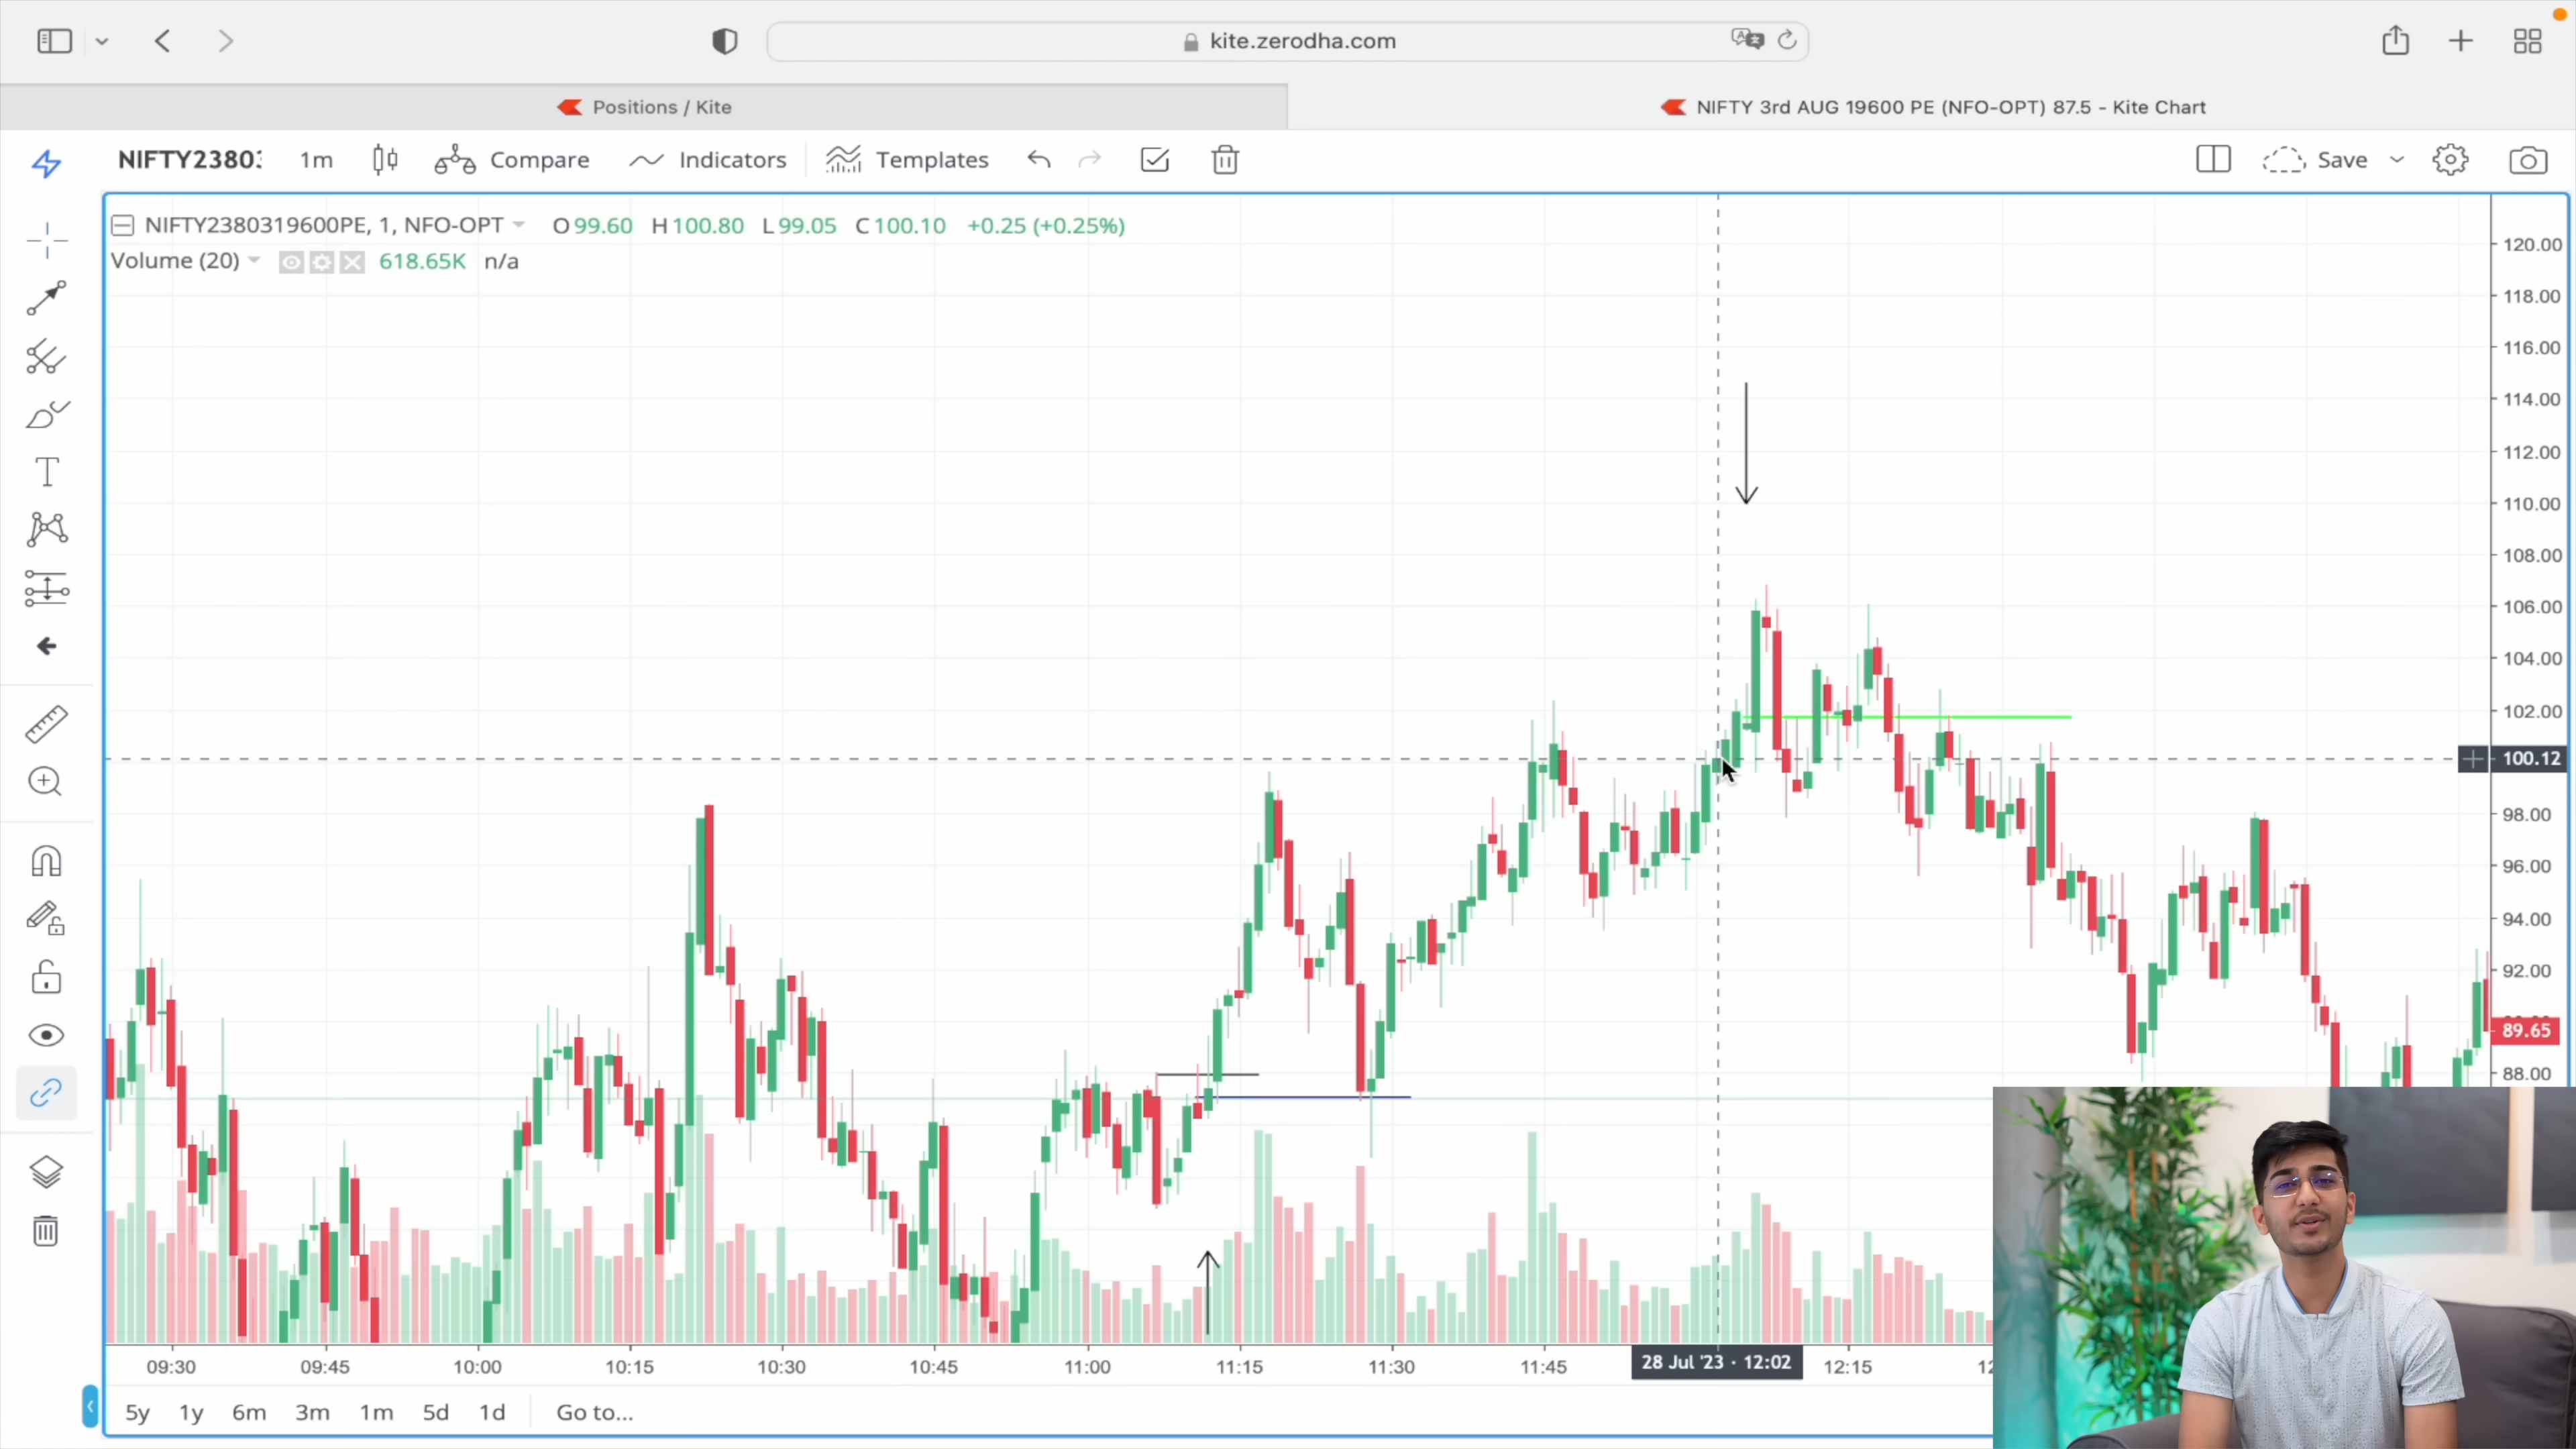 kite.zerodha.com
Positions / Kite
NIFTY 3rd AUG 19600 PE (NFO-OPT) 87.5 - Kite Chart
NIFTY2380 1m Compare Indicators Templates Save
NIFTY2380319600PE, 1, NFO-OPT O 99.60 H 100.80 L 99.05 C 100.10 +0.25 (+0.25%)
Volume (20) 618.65K n/a
120.00
118.00
116.00
114.00
112.00
110.00
108.00
106.00
104.00
102.00
100.12
98.00
96.00
94.00
92.00
89.65
88.00
09:30 09:45 10:00 10:15 10:30 10:45 11:00 11:15 11:30 11:45 28 Jul '23 · 12:02 12:15
5y 1y 6m 3m 1m 5d 1d Go to...